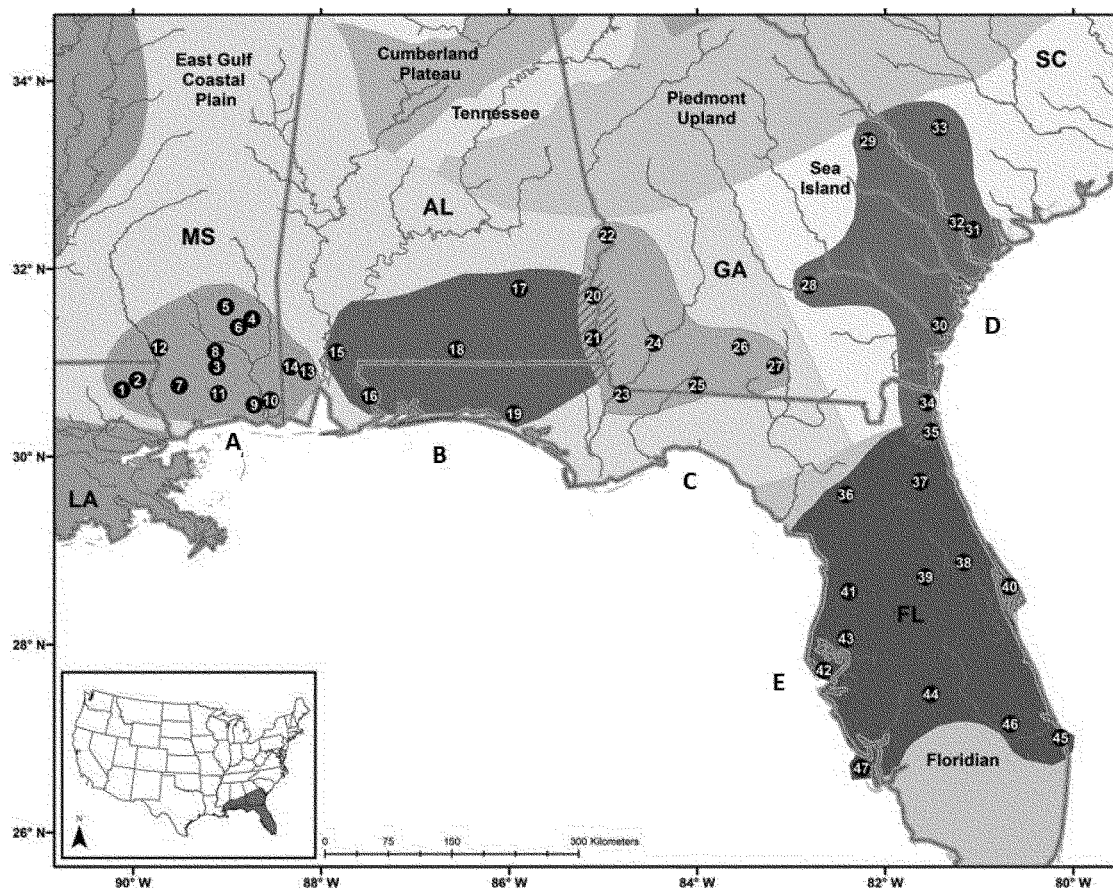 East Gulf
Coastal
Plain
Cumberland
Plateau
Tennessee
Piedmont
Upland
SC
34° N
33
29
Sea
Island
AL
32
31
MS
22
32° N
GA
28
20
17
5
4
6
30
D
21
24
26
12
8
15
18
3
14
13
27
2
1
7
11
10
9
16
23
25
19
34
35
A
B
C
30° N
LA
36
37
38
39
40
41
FL
28° N
43
42
E
44
46
45
47
Floridian
N
26° N
0
75
150
300 Kilometers
90° W
88° W
86° W
84° W
82° W
80° W